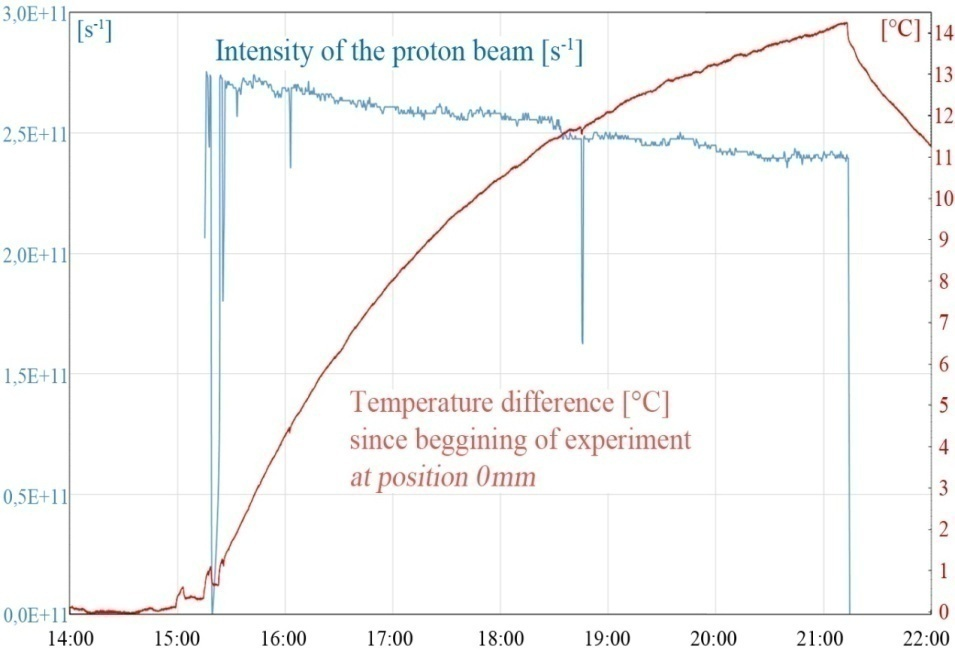 3,0E+11
[s⁻¹]
Intensity of the proton beam [s⁻¹]
[°C]
2,5E+11
2,0E+11
1,5E+11
1,0E+11
0,5E+11
0,0E+11
14
13
12
11
10
9
8
7
6
5
4
3
2
1
0
Temperature difference [°C]
since beggining of experiment
at position 0mm
14:00 15:00 16:00 17:00 18:00 19:00 20:00 21:00 22:00